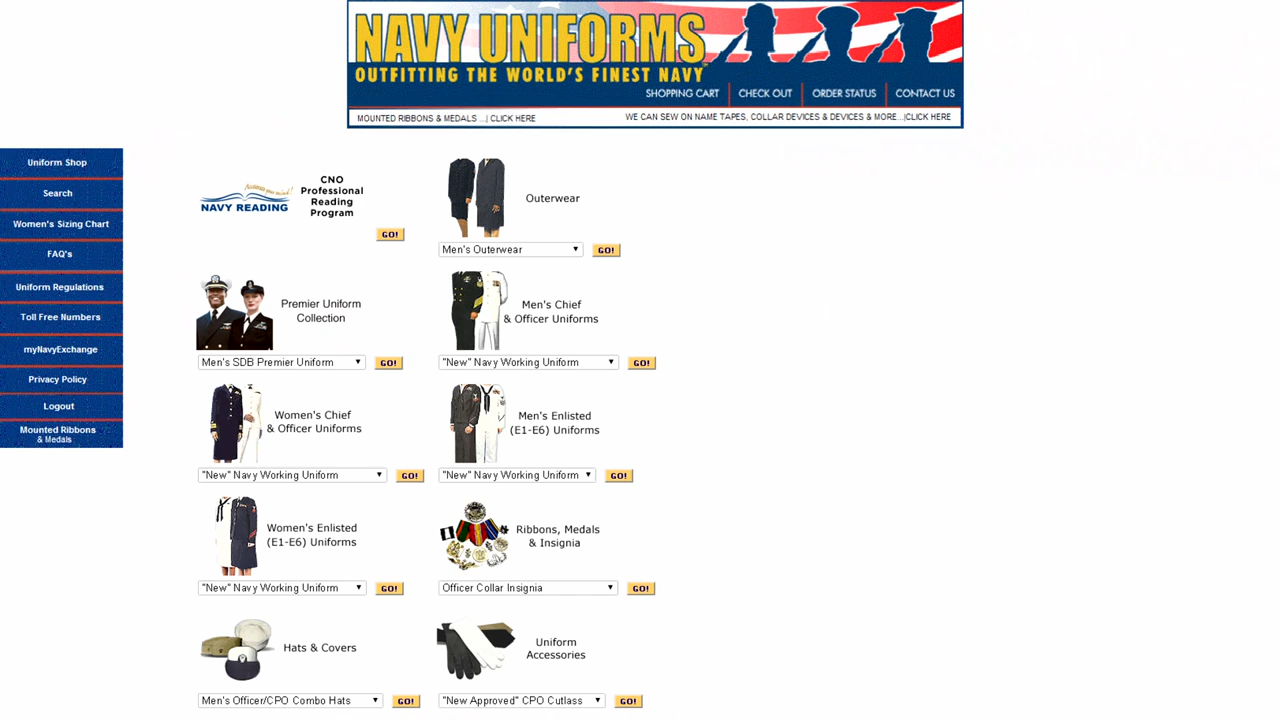 NAVY UNIFORMS
OUTFITTING THE WORLD'S FINEST NAVY
SHOPPING CART
CHECK OUT
ORDER STATUS
CONTACT US
MOUNTED RIBBONS & MEDALS ...| CLICK HERE
WE CAN SEW ON NAME TAPES, COLLAR DEVICES & DEVICES & MORE...|CLICK HERE
Uniform Shop
Search
Women's Sizing Chart
FAQ's
Uniform Regulations
Toll Free Numbers
myNavyExchange
Privacy Policy
Logout
Mounted Ribbons
& Medals
NAVY READING
CNO
Professional
Reading
Program
GO!
Outerwear
Men's Outerwear
GO!
Premier Uniform
Collection
Men's SDB Premier Uniform
GO!
Men's Chief
& Officer Uniforms
"New" Navy Working Uniform
GO!
Women's Chief
& Officer Uniforms
"New" Navy Working Uniform
GO!
Men's Enlisted
(E1-E6) Uniforms
"New" Navy Working Uniform
GO!
Women's Enlisted
(E1-E6) Uniforms
"New" Navy Working Uniform
GO!
Ribbons, Medals
& Insignia
Officer Collar Insignia
GO!
Hats & Covers
Men's Officer/CPO Combo Hats
GO!
Uniform
Accessories
"New Approved" CPO Cutlass
GO!